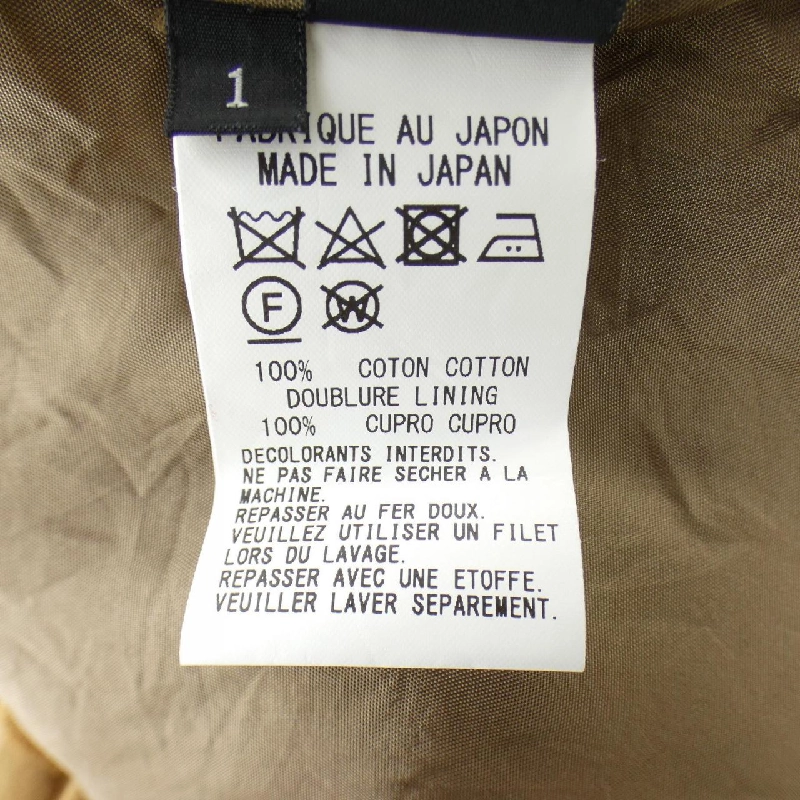 1
FABRIQUE AU JAPON
MADE IN JAPAN
F W
100% COTON COTTON
DOUBLURE LINING
100% CUPRO CUPRO
DECOLORANTS INTERDITS.
NE PAS FAIRE SECHER A LA
MACHINE.
REPASSER AU FER DOUX.
VEUILLEZ UTILISER UN FILET
LORS DU LAVAGE.
REPASSER AVEC UNE ETOFFE.
VEUILLER LAVER SEPAREMENT.